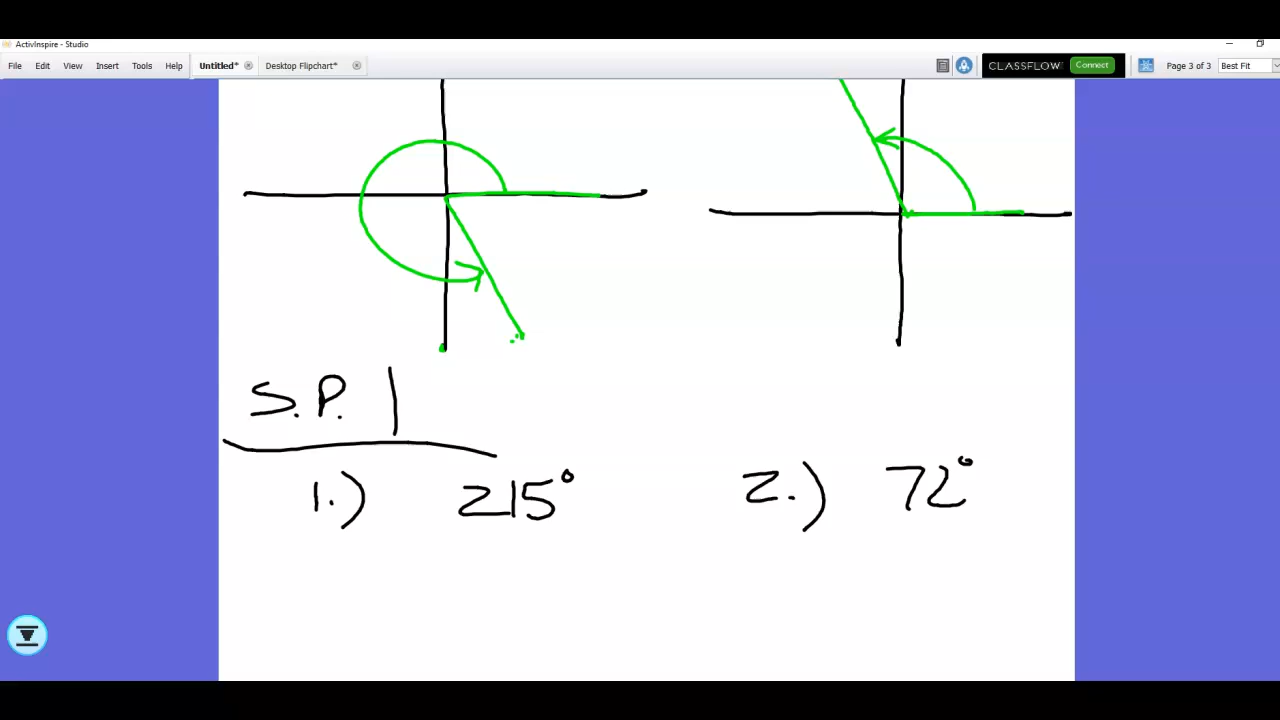 ActivInspire - Studio
File Edit View Insert Tools Help Untitled* Desktop Flipchart* CLASSFLOW Connect Page 3 of 3 Best Fit
S.P. 1
1.) 215° 2.) 72°